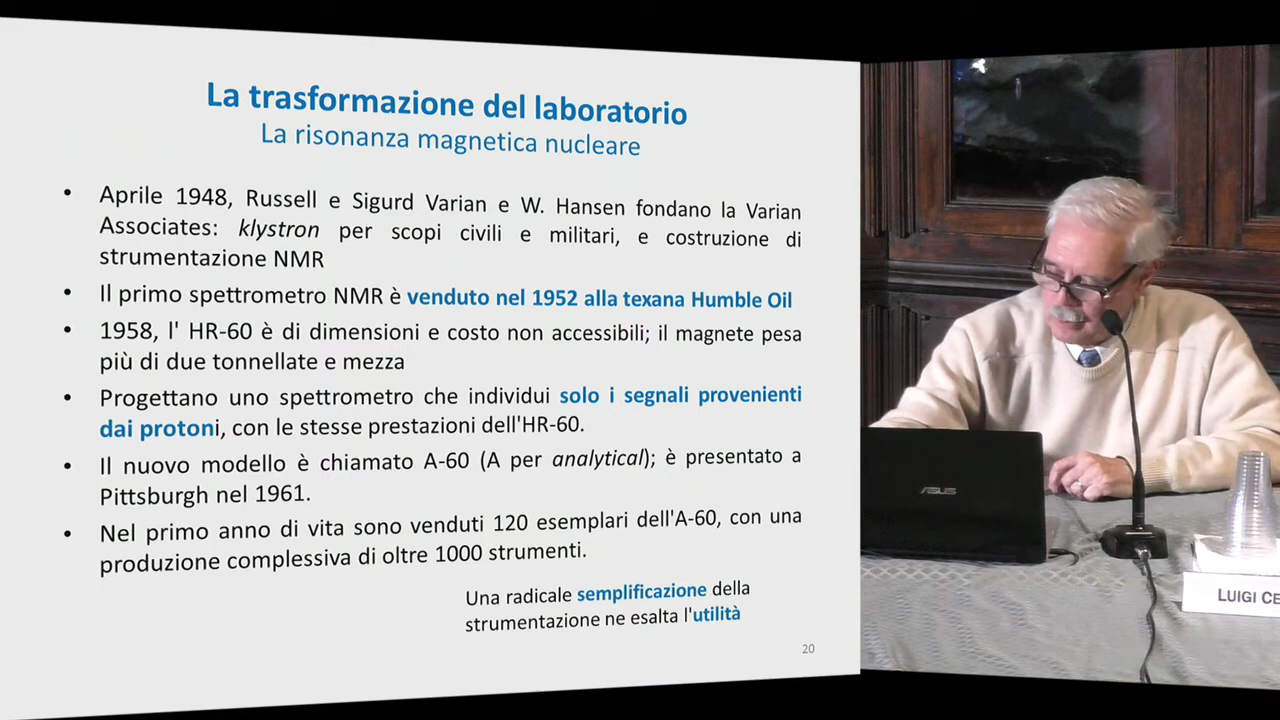 La trasformazione del laboratorio
La risonanza magnetica nucleare
• Aprile 1948, Russell e Sigurd Varian e W. Hansen fondano la Varian
Associates: klystron per scopi civili e militari, e costruzione di
strumentazione NMR
• Il primo spettrometro NMR è venduto nel 1952 alla texana Humble Oil
• 1958, l' HR-60 è di dimensioni e costo non accessibili; il magnete pesa
più di due tonnellate e mezza
• Progettano uno spettrometro che individui solo i segnali provenienti
dai protoni, con le stesse prestazioni dell'HR-60.
• Il nuovo modello è chiamato A-60 (A per analytical); è presentato a
Pittsburgh nel 1961.
• Nel primo anno di vita sono venduti 120 esemplari dell'A-60, con una
produzione complessiva di oltre 1000 strumenti.
Una radicale semplificazione della
strumentazione ne esalta l'utilità
20
ASUS
LUIGI CE